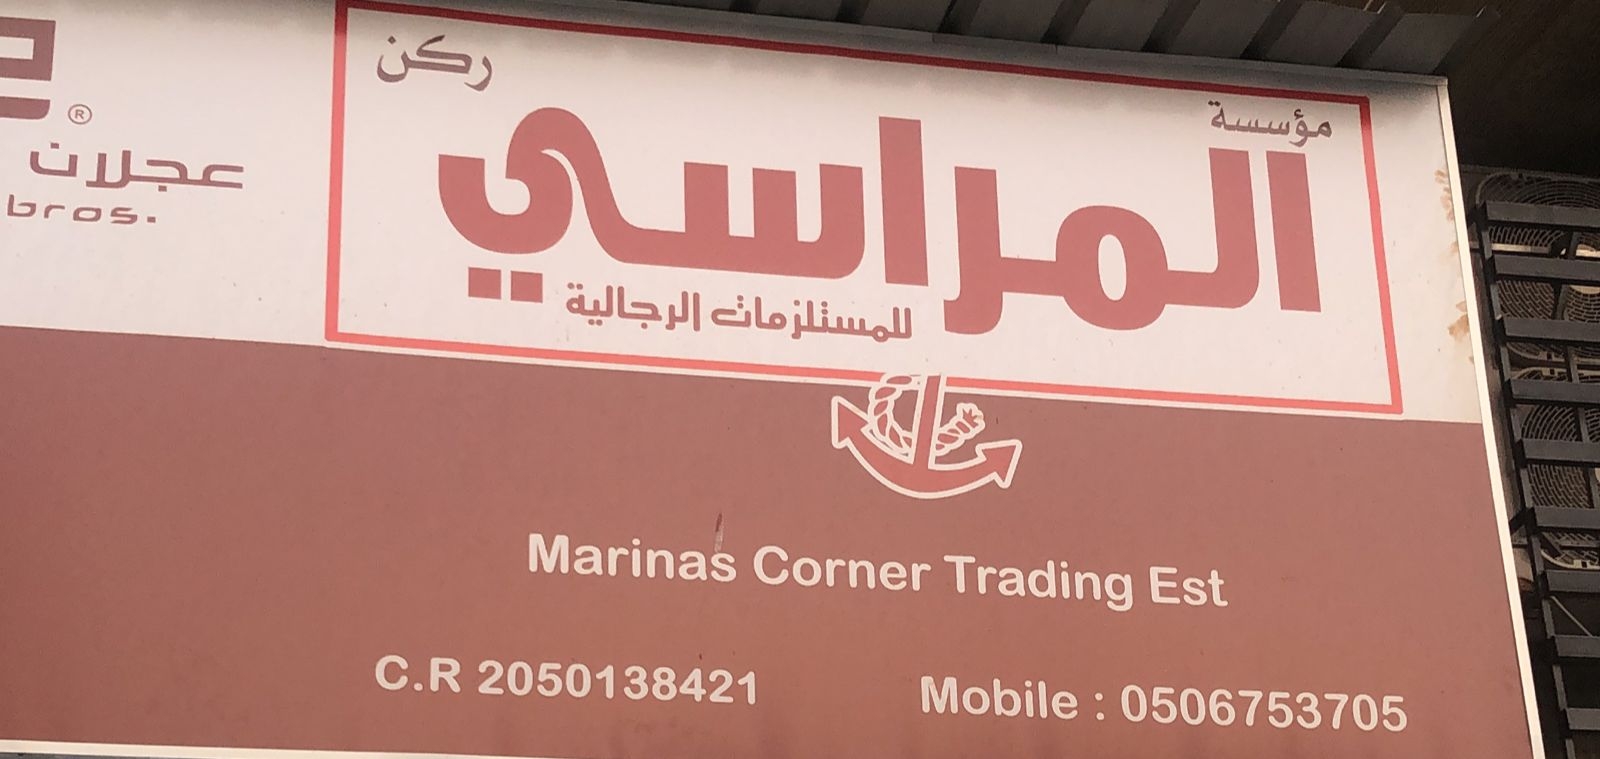 ركن
مؤسسة
المراسي
للمستلزمات الرجالية
®
عجلان
bros.
Marinas Corner Trading Est
C.R 2050138421
Mobile : 0506753705